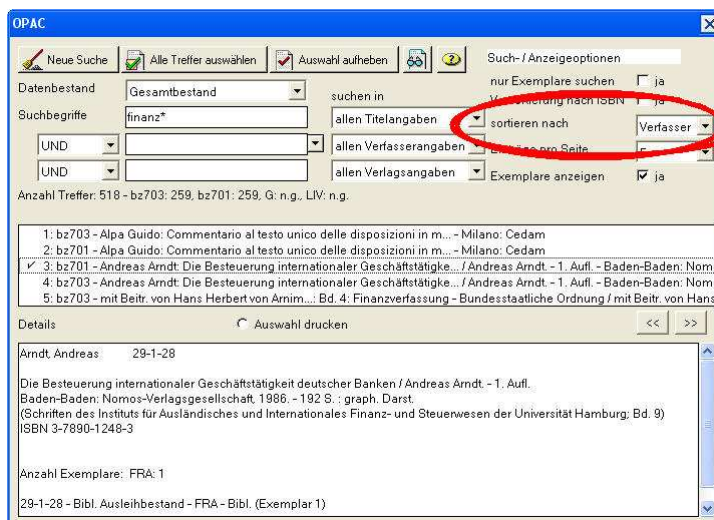 OPAC
Neue Suche Alle Treffer auswählen Auswahl aufheben Such- / Anzeigeoptionen
nur Exemplare suchen ja
Datenbestand Gesamtbestand suchen in nach ISBN ja
Suchbegriffe finanz* allen Titelangaben sortieren nach Verfasser
UND allen Verfasserangaben pro Seite
UND allen Verlagsangaben Exemplare anzeigen ja
Anzahl Treffer: 518 - bz703: 259, bz701: 259, G: n.g., LIV: n.g.
1: bz703 - Alpa Guido: Commentario al testo unico delle disposizioni in m... - Milano: Cedam
2: bz701 - Alpa Guido: Commentario al testo unico delle disposizioni in m... - Milano: Cedam
✓ 3: bz701 - Andreas Arndt: Die Besteuerung internationaler Geschäftstätigke... / Andreas Arndt. - 1. Aufl. - Baden-Baden: Nom
4: bz703 - Andreas Arndt: Die Besteuerung internationaler Geschäftstätigke... / Andreas Arndt. - 1. Aufl. - Baden-Baden: Nom
5: bz703 - mit Beitr. von Hans Herbert von Arnim...: Bd. 4: Finanzverfassung - Bundesstaatliche Ordnung / mit Beitr. von Hans
Details Auswahl drucken << >>
Arndt, Andreas 29-1-28
Die Besteuerung internationaler Geschäftstätigkeit deutscher Banken / Andreas Arndt. - 1. Aufl.
Baden-Baden: Nomos-Verlagsgesellschaft, 1986. - 192 S. : graph. Darst.
(Schriften des Instituts für Ausländisches und Internationales Finanz- und Steuerwesen der Universität Hamburg; Bd. 9)
ISBN 3-7890-1248-3
Anzahl Exemplare: FRA: 1
29-1-28 - Bibl. Ausleihbestand - FRA - Bibl. (Exemplar 1)